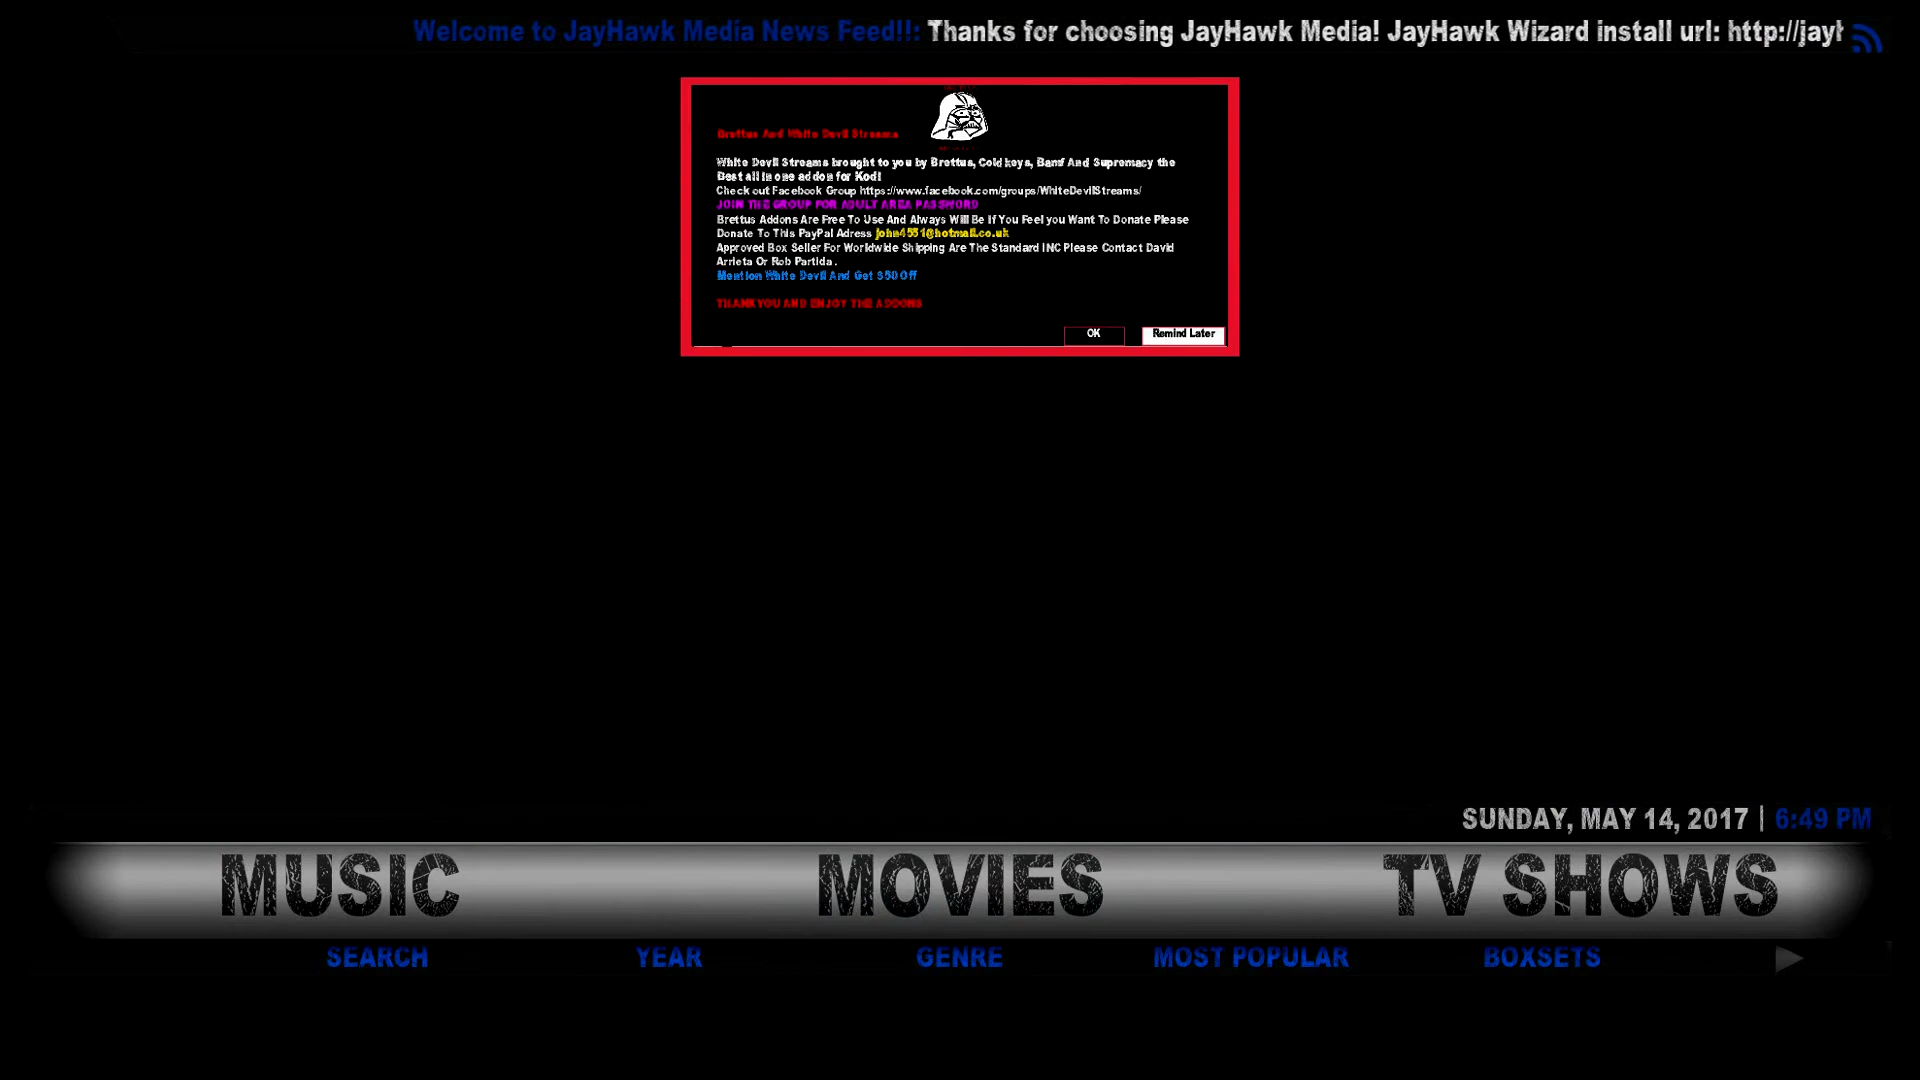 Welcome to JayHawk Media News Feed!!: Thanks for choosing JayHawk Media! JayHawk Wizard install url: http://jayh
Brettus And White Devil Streams
White Devil Streams brought to you by Brettus, Cold keys, Bamf And Supremacy the
Best all in one addon for Kodi
Check out Facebook Group https://www.facebook.com/groups/WhiteDevilStreams/
JOIN THE GROUP FOR ADULT AREA PASSWORD
Brettus Addons Are Free To Use And Always Will Be If You Feel you Want To Donate Please
Donate To This PayPal Adress john4551@hotmail.co.uk
Approved Box Seller For Worldwide Shipping Are The Standard INC Please Contact David
Arrieta Or Rob Partida .
Mention White Devil And Get $50 Off
THANK YOU AND ENJOY THE ADDONS
OK Remind Later
SUNDAY, MAY 14, 2017 | 6:49 PM
MUSIC MOVIES TV SHOWS
SEARCH YEAR GENRE MOST POPULAR BOXSETS